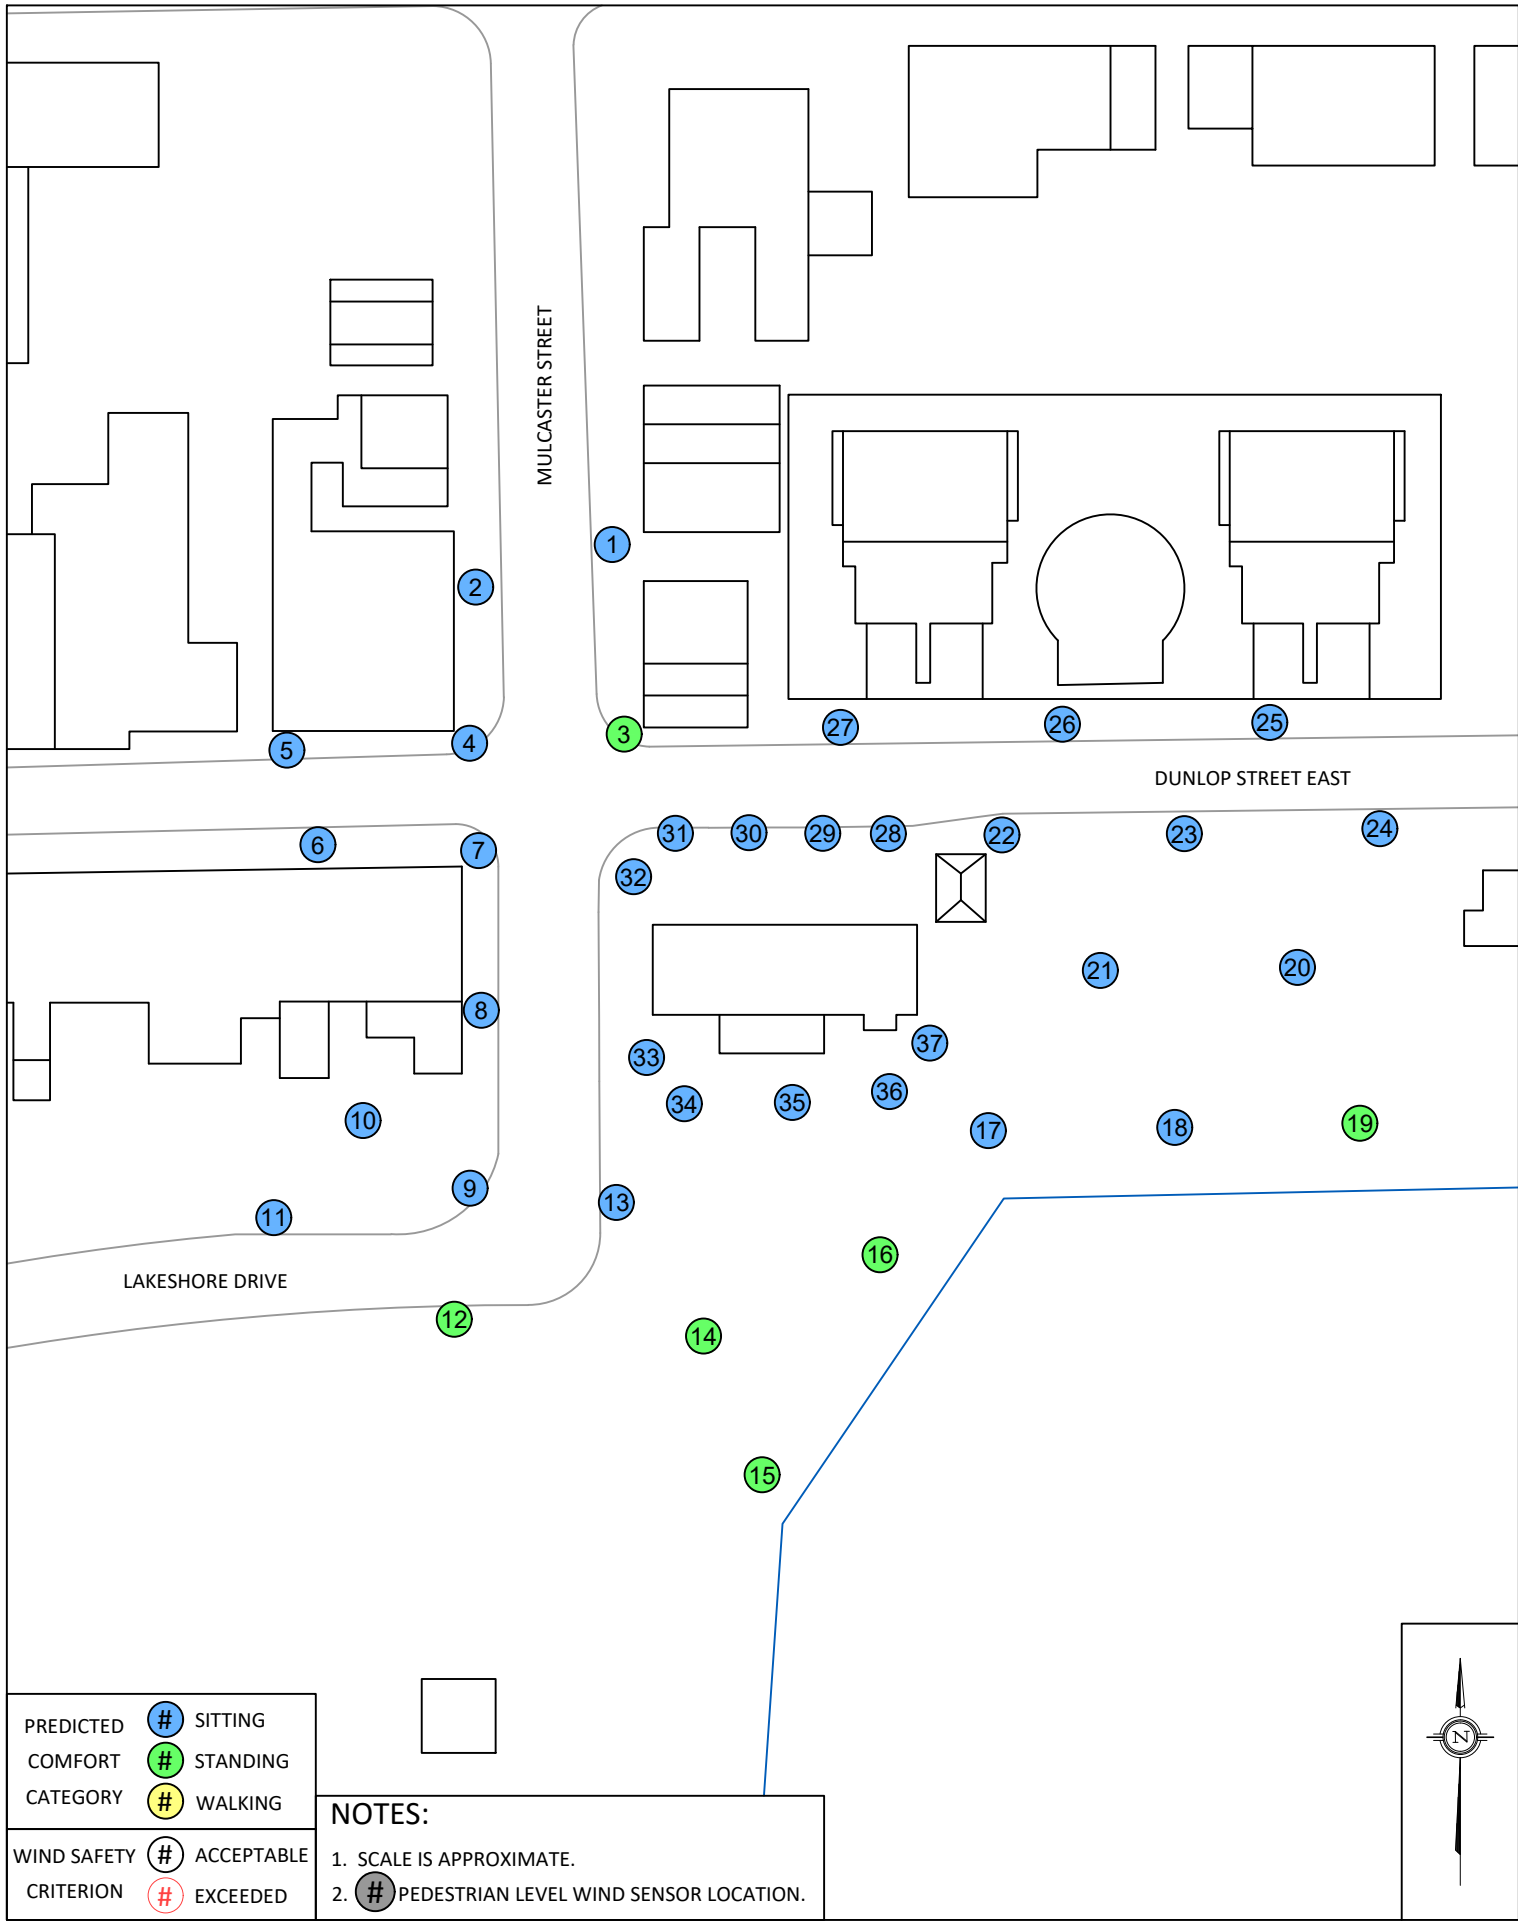 MULCASTER STREET
1
2
3
4
5
27
26
25
DUNLOP STREET EAST
6
7
31
30
29
28
22
23
24
32
21
20
8
33
37
34
35
36
10
17
18
19
9
13
11
16
LAKESHORE DRIVE
12
14
15
PREDICTED
COMFORT
CATEGORY
# SITTING
# STANDING
# WALKING
WIND SAFETY
CRITERION
# ACCEPTABLE
# EXCEEDED
NOTES:
1. SCALE IS APPROXIMATE.
2. # PEDESTRIAN LEVEL WIND SENSOR LOCATION.
N